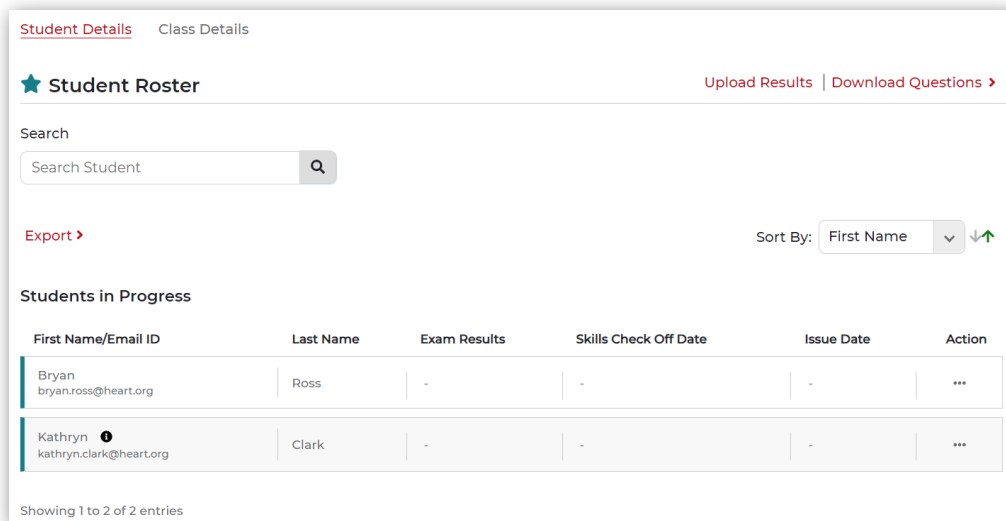 Student Details Class Details
Student Roster
Upload Results | Download Questions >
Search
Search Student
Export >
Sort By: First Name
Students in Progress
First Name/Email ID Last Name Exam Results Skills Check Off Date Issue Date Action
Bryan Ross - - - •••
bryan.ross@heart.org
Kathryn Clark - - - •••
kathryn.clark@heart.org
Showing 1 to 2 of 2 entries